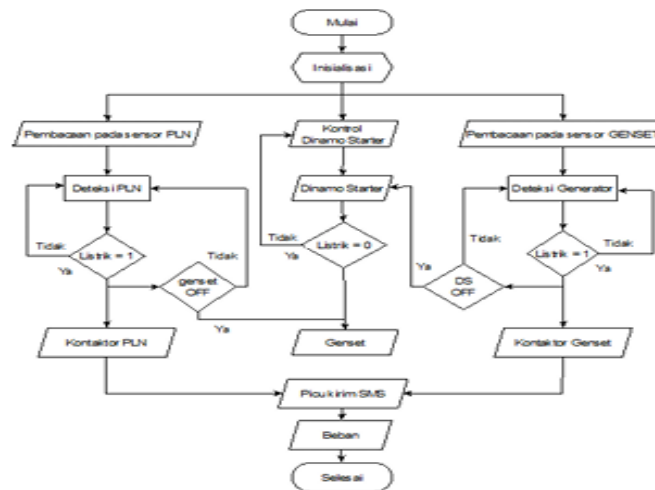 Mulai
Inisialisasi
Pembacaan pada sensor PLN
Kontrol
Dinamo Starter
Pembacaan pada sensor GENSET
Deteksi PLN
Dinamo Starter
Deteksi Generator
Tidak
Listrik = 1
Ya
Tidak
genset
OFF
Ya
Tidak
Listrik = 0
Ya
Ya
DS
OFF
Tidak
Listrik = 1
Tidak
Ya
Kontaktor PLN
Genset
Kontaktor Genset
Picu kirim SMS
Beban
Selesai